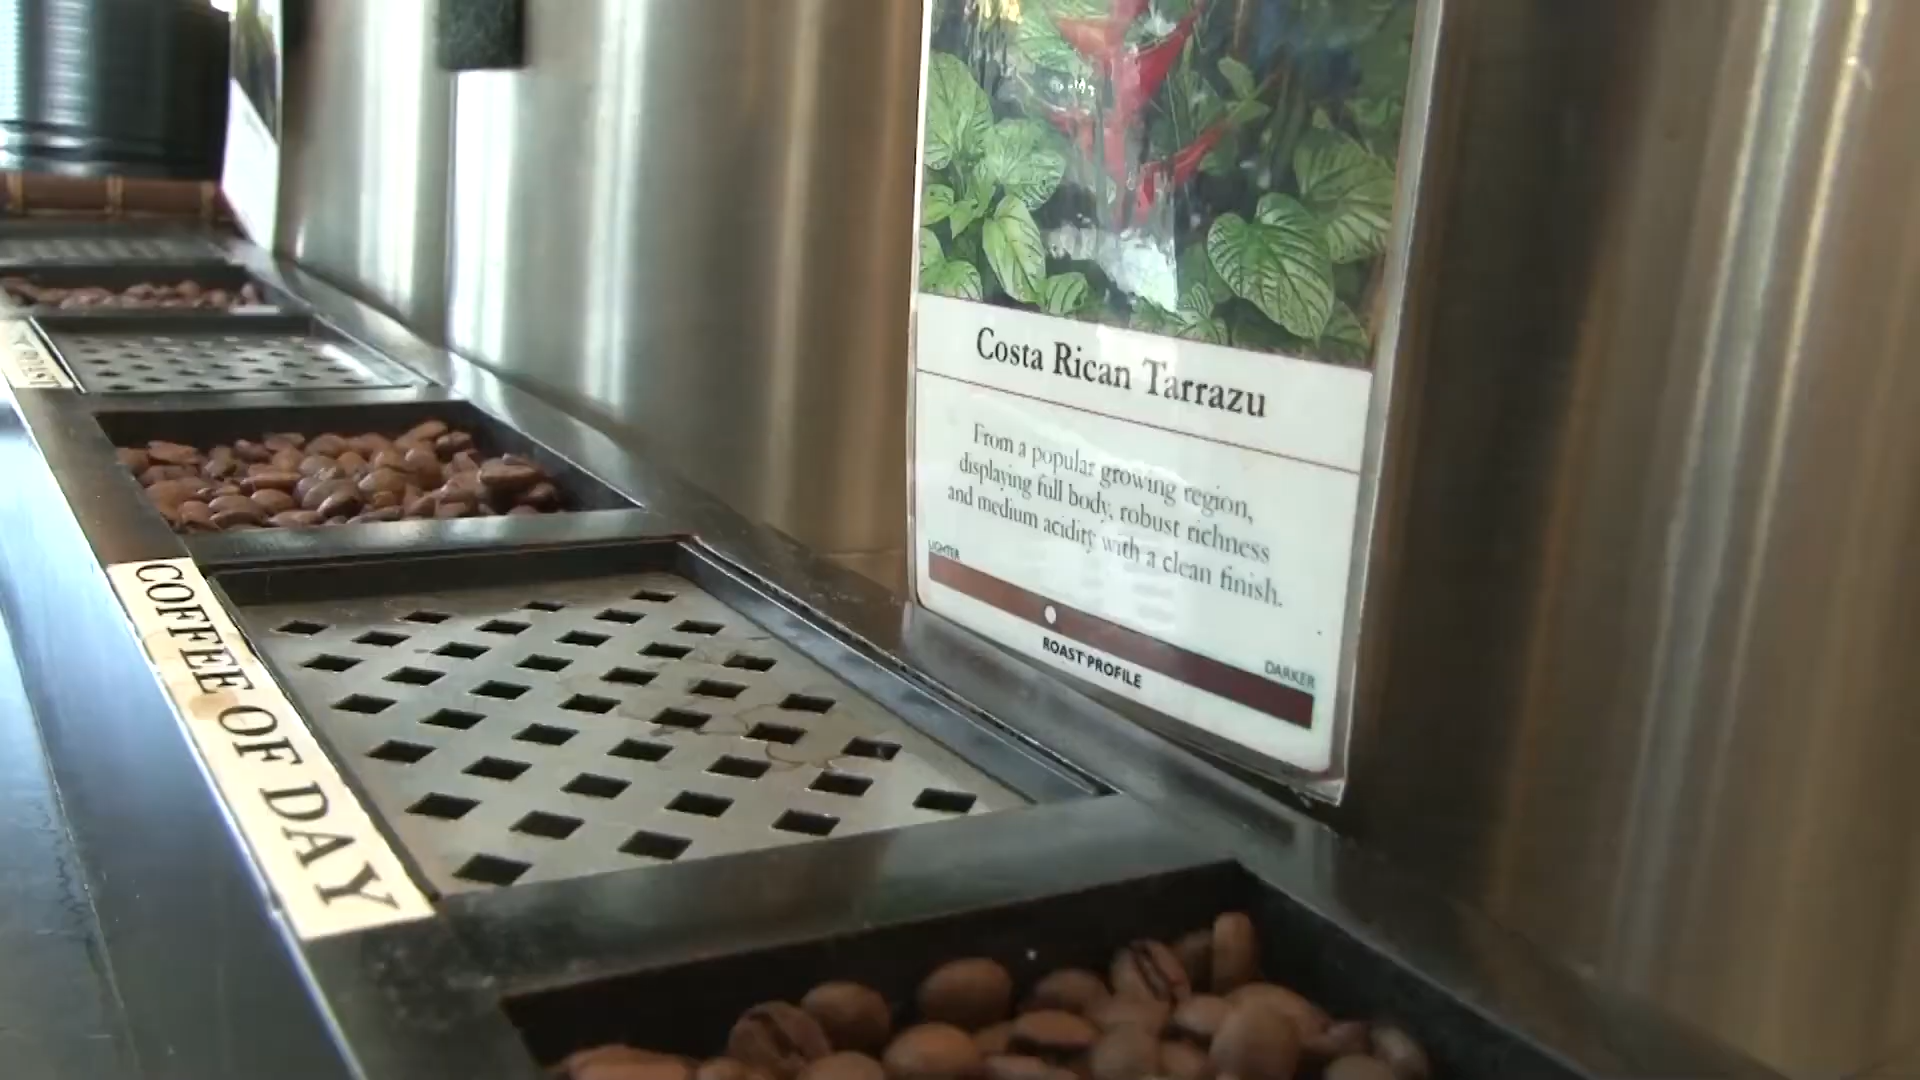 Costa Rican Tarrazu
From a popular growing region,
displaying full body, robust richness
and medium acidity with a clean finish.
LIGHTER
DARKER
ROAST PROFILE
COFFEE OF DAY
ROAST